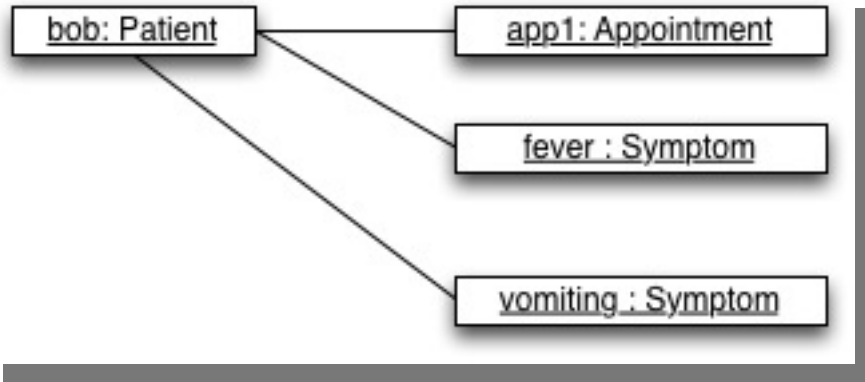 bob: Patient
app1: Appointment
fever : Symptom
vomiting : Symptom